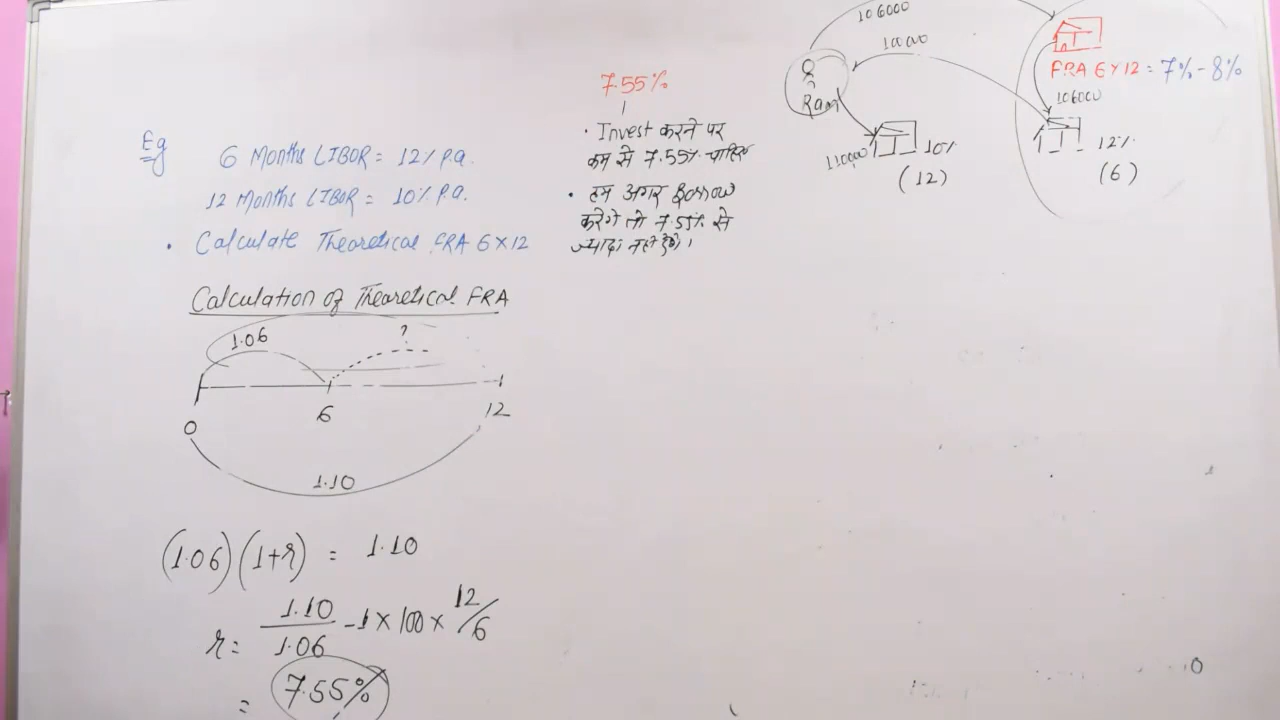 Eg
6 Months LIBOR = 12% P.a.
12 Months LIBOR = 10% P.a.
• Calculate Theoretical FRA 6×12
Calculation of Theoretical FRA
1.06
?
0
6
12
1.10
(1.06) (1+r) = 1.10
r = 1.10/1.06 - 1 × 100 × 12/6
= 7.55%
7.55%
• Invest करने पर
कम से 7.55% चाहिए
• हम अगर Borrow
करेंगे तो 7.55% से
ज्यादा नहीं देंगे।
106000
100000
Ram
110000
10%
(12)
FRA 6×12 = 7% - 8%
106000
12%
(6)